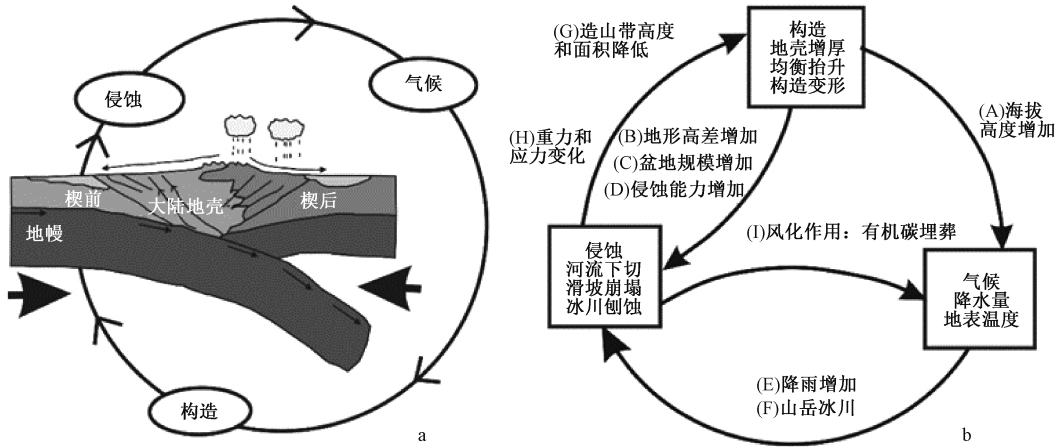 侵蚀
气候
楔前
大陆地壳
楔后
地幔
构造
a
(G)造山带高度
和面积降低
构造
地壳增厚
均衡抬升
构造变形
(A)海拔
高度增加
(H)重力和
应力变化
(B)地形高差增加
(C)盆地规模增加
(D)侵蚀能力增加
(I)风化作用：有机碳埋葬
侵蚀
河流下切
滑坡崩塌
冰川刨蚀
气候
降水量
地表温度
(E)降雨增加
(F)山岳冰川
b